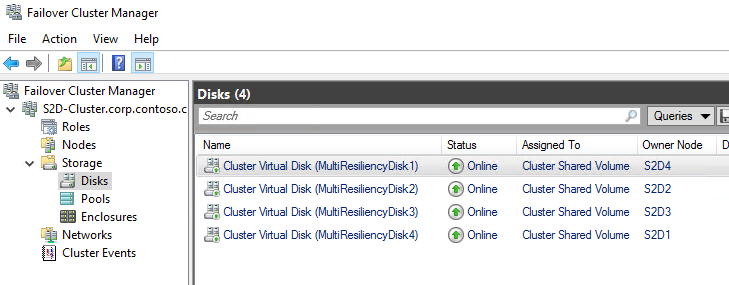 Failover Cluster Manager
File Action View Help
Failover Cluster Manager
S2D-Cluster.corp.contoso.c
Roles
Nodes
Storage
Disks
Pools
Enclosures
Networks
Cluster Events
Disks (4)
Search
Queries
Name Status Assigned To Owner Node D
Cluster Virtual Disk (MultiResiliencyDisk1) Online Cluster Shared Volume S2D4
Cluster Virtual Disk (MultiResiliencyDisk2) Online Cluster Shared Volume S2D2
Cluster Virtual Disk (MultiResiliencyDisk3) Online Cluster Shared Volume S2D3
Cluster Virtual Disk (MultiResiliencyDisk4) Online Cluster Shared Volume S2D1